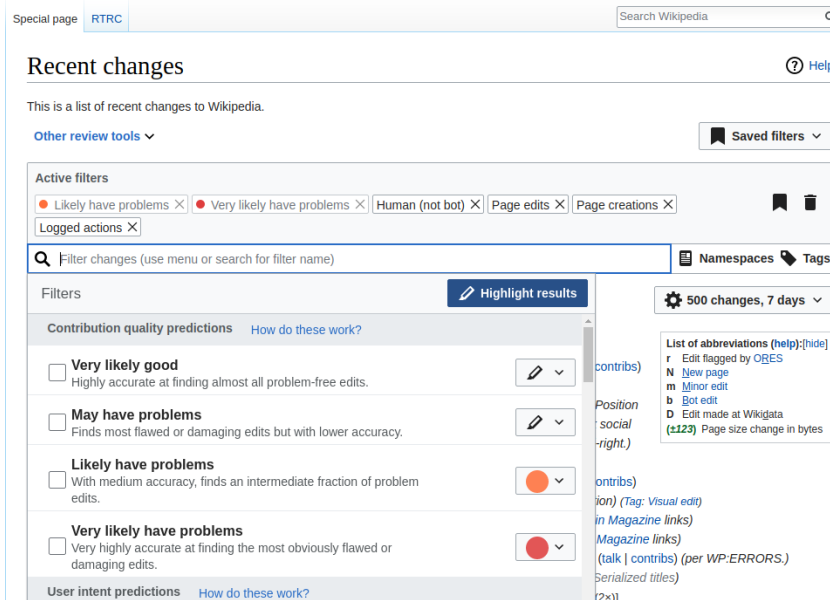 Special page RTRC
Search Wikipedia
Recent changes
Help
This is a list of recent changes to Wikipedia.
Other review tools
Saved filters
Active filters
Likely have problems Very likely have problems Human (not bot) Page edits Page creations
Logged actions
Filter changes (use menu or search for filter name)
Namespaces Tags
Filters
Highlight results
500 changes, 7 days
Contribution quality predictions How do these work?
Very likely good
Highly accurate at finding almost all problem-free edits.
May have problems
Finds most flawed or damaging edits but with lower accuracy.
Likely have problems
With medium accuracy, finds an intermediate fraction of problem
edits.
Very likely have problems
Very highly accurate at finding the most obviously flawed or
damaging edits.
User intent predictions How do these work?
List of abbreviations (help):[hide]
r Edit flagged by ORES
N New page
m Minor edit
b Bot edit
D Edit made at Wikidata
(±123) Page size change in bytes
contribs)
Position
social
-right.)
ontribs)
ion) (Tag: Visual edit)
in Magazine links)
Magazine links)
(talk | contribs) (per WP:ERRORS.)
Serialized titles)
(2×)]